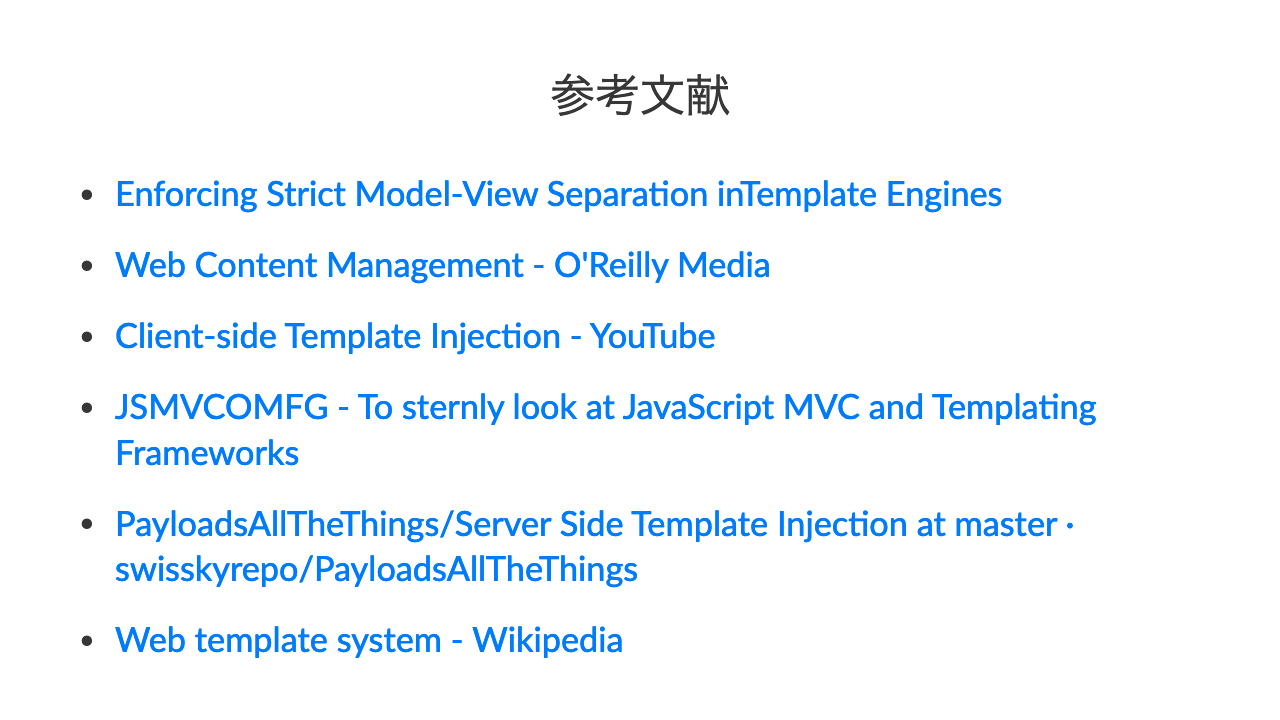 参考文献
• Enforcing Strict Model-View Separation inTemplate Engines
• Web Content Management - O'Reilly Media
• Client-side Template Injection - YouTube
• JSMVCOMFG - To sternly look at JavaScript MVC and Templating
Frameworks
• PayloadsAllTheThings/Server Side Template Injection at master ·
swisskyrepo/PayloadsAllTheThings
• Web template system - Wikipedia